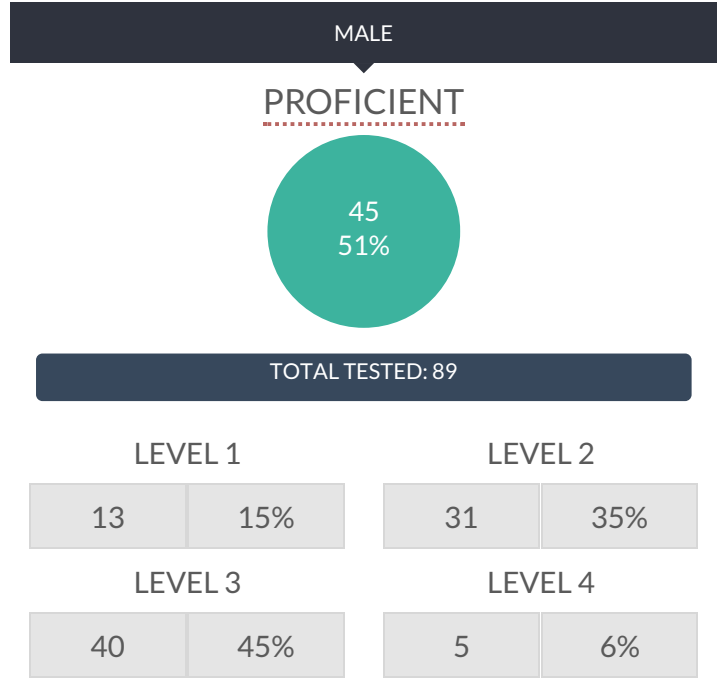 MALE
PROFICIENT
45
51%
TOTAL TESTED: 89
LEVEL 1
13 15%
LEVEL 2
31 35%
LEVEL 3
40 45%
LEVEL 4
5 6%